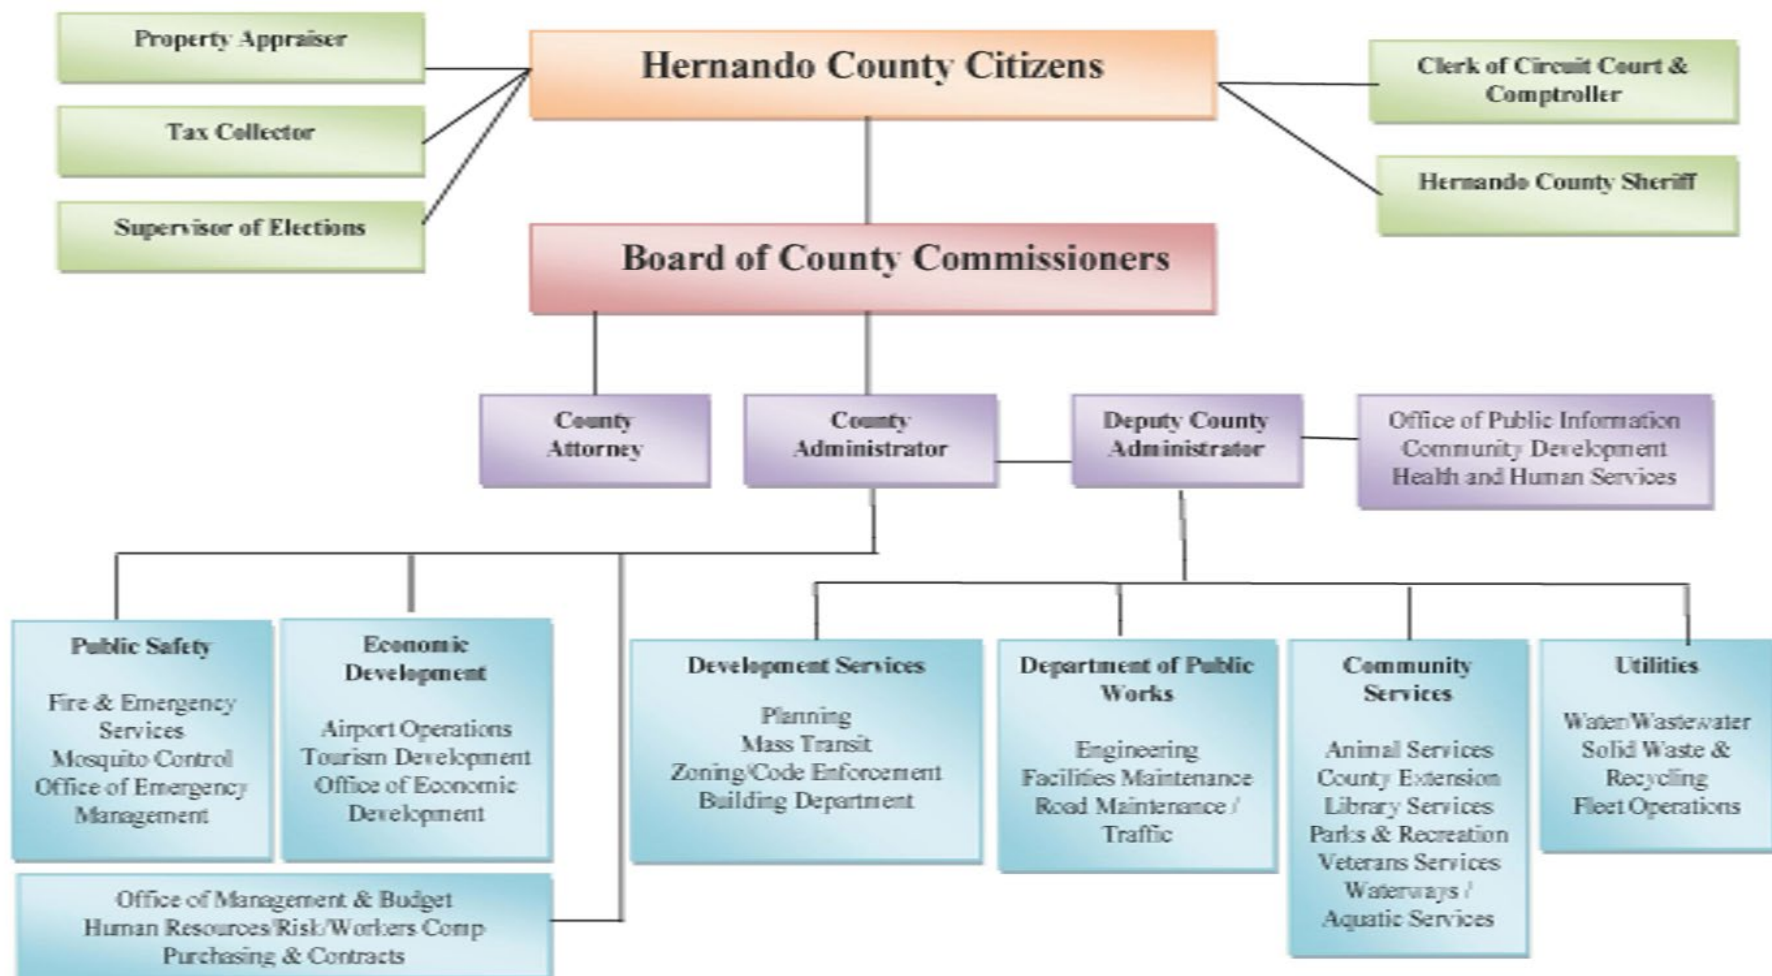 Property Appraiser
Tax Collector
Supervisor of Elections
Hernando County Citizens
Clerk of Circuit Court &
Comptroller
Hernando County Sheriff
Board of County Commissioners
County
Attorney
County
Administrator
Deputy County
Administrator
Office of Public Information
Community Development
Health and Human Services
Public Safety
Fire & Emergency
Services
Mosquito Control
Office of Emergency
Management
Economic
Development
Airport Operations
Tourism Development
Office of Economic
Development
Office of Management & Budget
Human Resources/Risk/Workers Comp
Purchasing & Contracts
Development Services
Planning
Mass Transit
Zoning/Code Enforcement
Building Department
Department of Public
Works
Engineering
Facilities Maintenance
Road Maintenance /
Traffic
Community
Services
Animal Services
County Extension
Library Services
Parks & Recreation
Veterans Services
Waterways /
Aquatic Services
Utilities
Water/Wastewater
Solid Waste &
Recycling
Fleet Operations